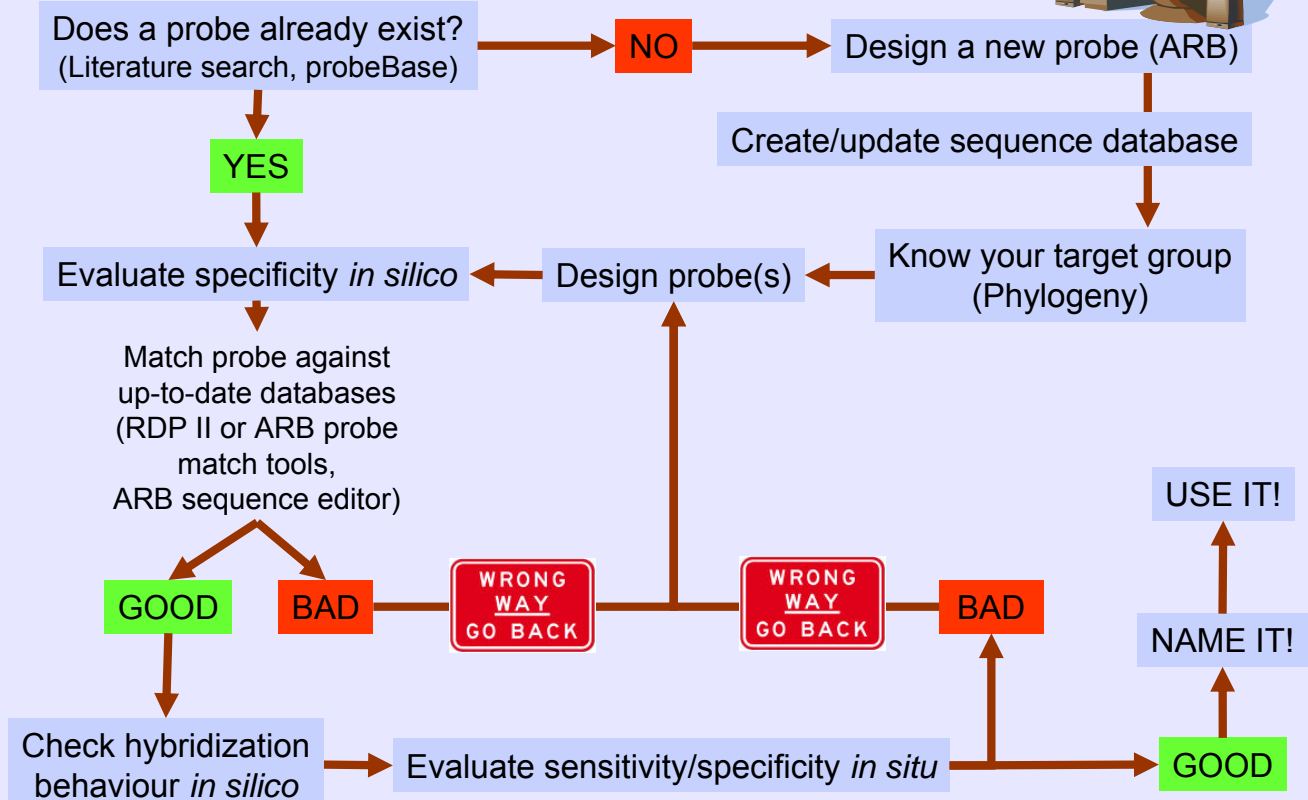 Does a probe already exist?
(Literature search, probeBase)
NO
Design a new probe (ARB)
Create/update sequence database
YES
Know your target group
(Phylogeny)
Design probe(s)
Evaluate specificity in silico
Match probe against
up-to-date databases
(RDP II or ARB probe
match tools,
ARB sequence editor)
GOOD
BAD
WRONG
WAY
GO BACK
WRONG
WAY
GO BACK
BAD
USE IT!
NAME IT!
Check hybridization
behaviour in silico
Evaluate sensitivity/specificity in situ
GOOD